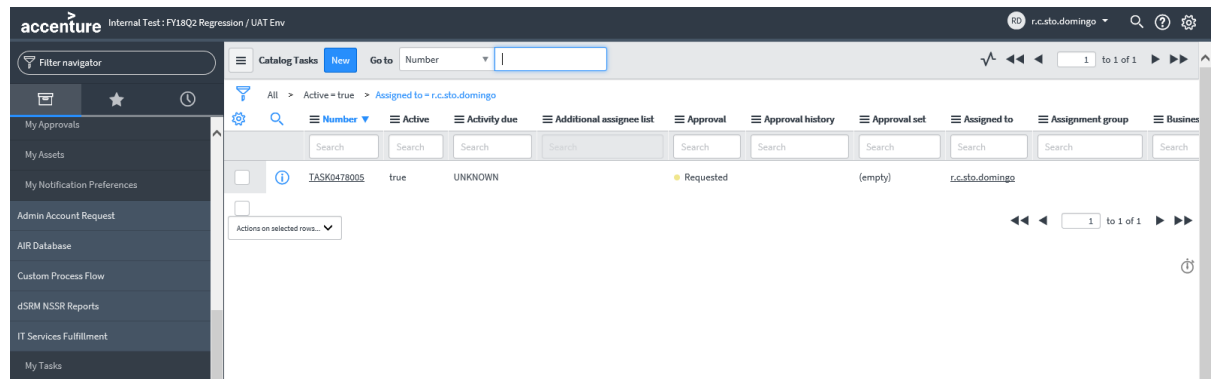 accenture Internal Test : FY18Q2 Regression / UAT Env
RD r.c.sto.domingo
Filter navigator
Catalog Tasks New Go to Number
1 to 1 of 1
All > Active = true > Assigned to = r.c.sto.domingo
Number Active Activity due Additional assignee list Approval Approval history Approval set Assigned to Assignment group Busines
Search Search Search Search Search Search Search Search Search Search
TASK0478005 true UNKNOWN Requested (empty) r.c.sto.domingo
Actions on selected rows...
1 to 1 of 1
My Approvals
My Assets
My Notification Preferences
Admin Account Request
AIR Database
Custom Process Flow
dSRM NSSR Reports
IT Services Fulfillment
My Tasks